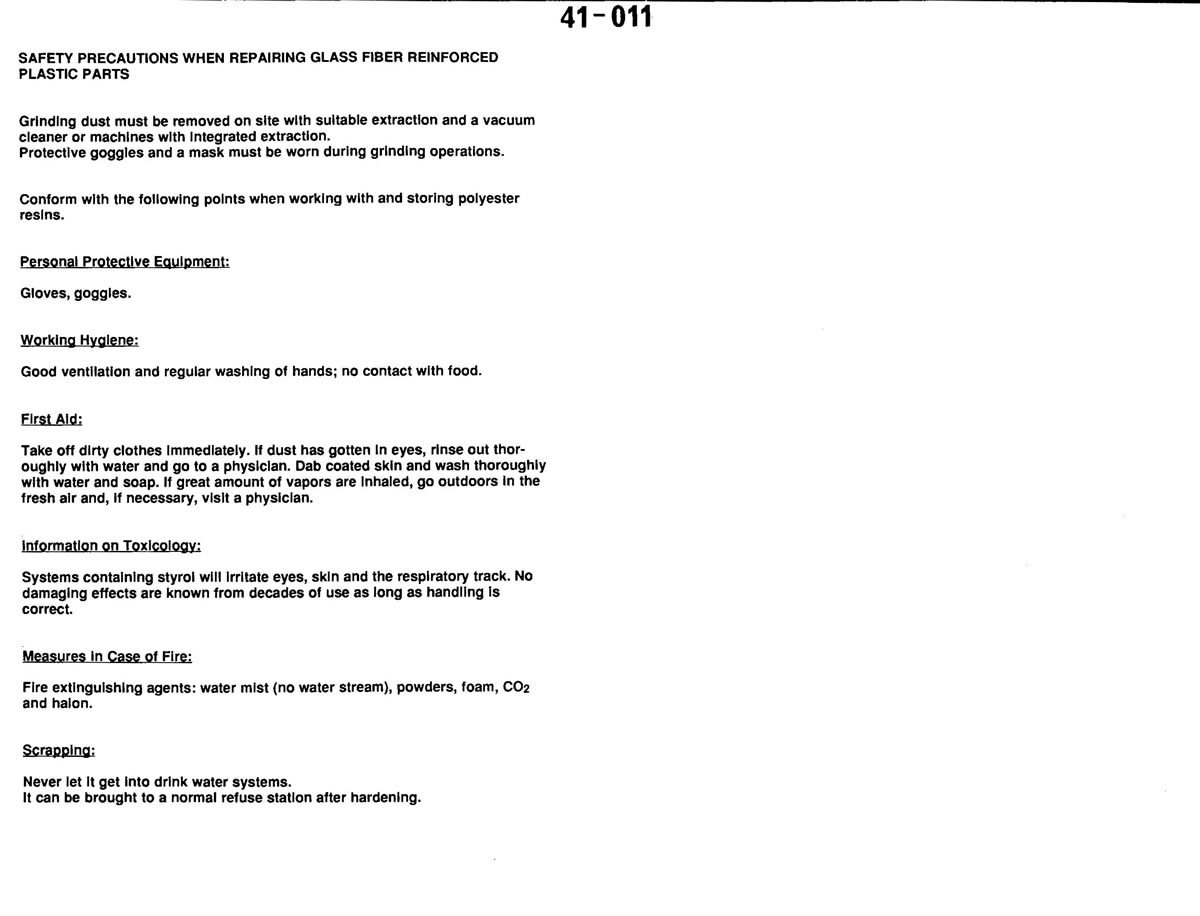 41-011
SAFETY PRECAUTIONS WHEN REPAIRING GLASS FIBER REINFORCED
PLASTIC PARTS
Grinding dust must be removed on site with suitable extraction and a vacuum
cleaner or machines with integrated extraction.
Protective goggles and a mask must be worn during grinding operations.
Conform with the following points when working with and storing polyester
resins.
Personal Protective Equipment:
Gloves, goggles.
Working Hygiene:
Good ventilation and regular washing of hands; no contact with food.
First Aid:
Take off dirty clothes immediately. If dust has gotten in eyes, rinse out thor-
oughly with water and go to a physician. Dab coated skin and wash thoroughly
with water and soap. If great amount of vapors are inhaled, go outdoors in the
fresh air and, if necessary, visit a physician.
Information on Toxicology:
Systems containing styrol will irritate eyes, skin and the respiratory track. No
damaging effects are known from decades of use as long as handling is
correct.
Measures in Case of Fire:
Fire extinguishing agents: water mist (no water stream), powders, foam, CO2
and halon.
Scrapping:
Never let it get into drink water systems.
It can be brought to a normal refuse station after hardening.